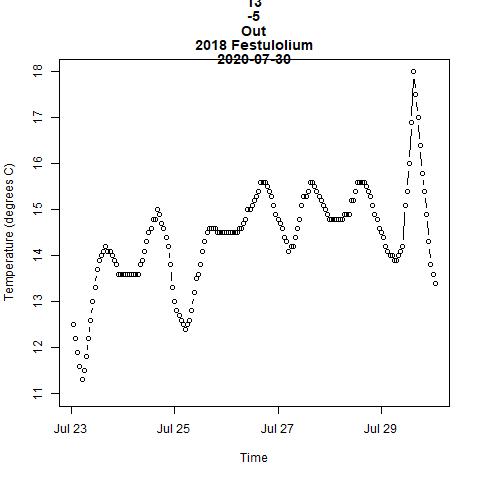 13
-5
Out
2018 Festulolium
2020-07-30
Temperature (degrees C)
18
17
16
15
14
13
12
11
Jul 23
Jul 25
Jul 27
Jul 29
Time